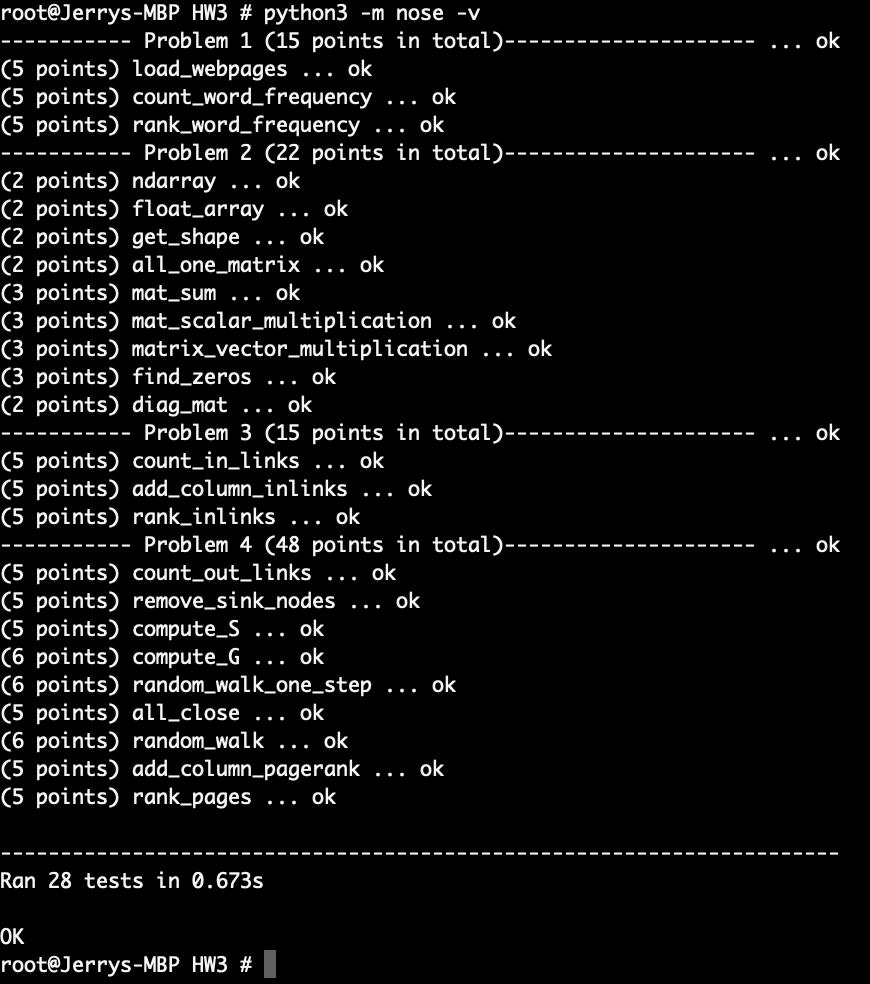 root@Jerrys-MBP HW3 # python3 -m nose -v
----------- Problem 1 (15 points in total)--------------------- ... ok
(5 points) load_webpages ... ok
(5 points) count_word_frequency ... ok
(5 points) rank_word_frequency ... ok
----------- Problem 2 (22 points in total)--------------------- ... ok
(2 points) ndarray ... ok
(2 points) float_array ... ok
(2 points) get_shape ... ok
(2 points) all_one_matrix ... ok
(3 points) mat_sum ... ok
(3 points) mat_scalar_multiplication ... ok
(3 points) matrix_vector_multiplication ... ok
(3 points) find_zeros ... ok
(2 points) diag_mat ... ok
----------- Problem 3 (15 points in total)--------------------- ... ok
(5 points) count_in_links ... ok
(5 points) add_column_inlinks ... ok
(5 points) rank_inlinks ... ok
----------- Problem 4 (48 points in total)--------------------- ... ok
(5 points) count_out_links ... ok
(5 points) remove_sink_nodes ... ok
(5 points) compute_S ... ok
(6 points) compute_G ... ok
(6 points) random_walk_one_step ... ok
(5 points) all_close ... ok
(6 points) random_walk ... ok
(5 points) add_column_pagerank ... ok
(5 points) rank_pages ... ok
----------------------------------------------------------------------
Ran 28 tests in 0.673s
OK
root@Jerrys-MBP HW3 #